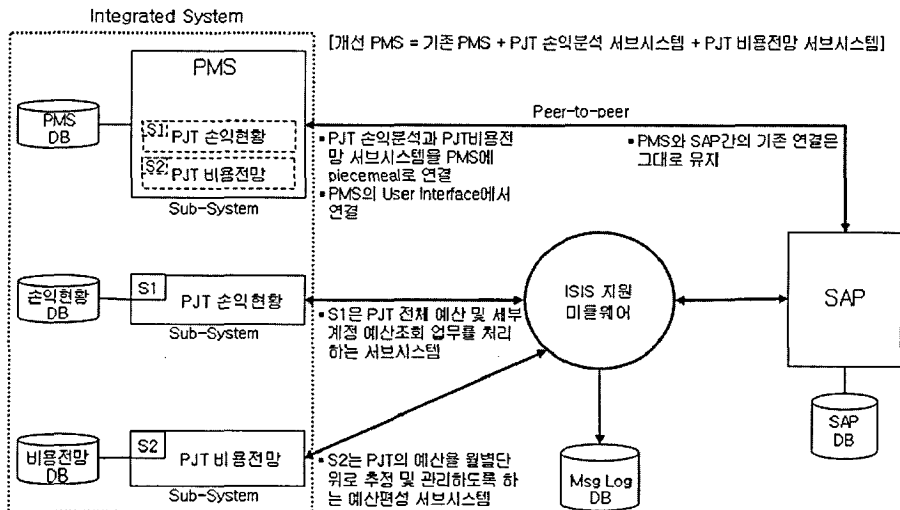 Integrated System
[개선 PMS = 기존 PMS + PJT 손익분석 서브시스템 + PJT 비용전망 서브시스템]
PMS
PMS
DB
S1
PJT 손익현황
S2
PJT 비용전망
Sub-System
Peer-to-peer
▪ PJT 손익분석과 PJT비용전
망 서브시스템을 PMS에
piecemeal로 연결
▪ PMS의 User Interface에서
연결
▪ PMS와 SAP간의 기존 연결은
그대로 유지
손익현황
DB
S1
PJT 손익현황
Sub-System
▪ S1은 PJT 전체 예산 및 세부
계정 예산조회 업무를 처리
하는 서브시스템
ISIS 지원
미들웨어
SAP
SAP
DB
비용전망
DB
S2
PJT 비용전망
Sub-System
▪ S2는 PJT의 예산을 월별단
위로 추정 및 관리하도록 하
는 예산편성 서브시스템
Msg Log
DB